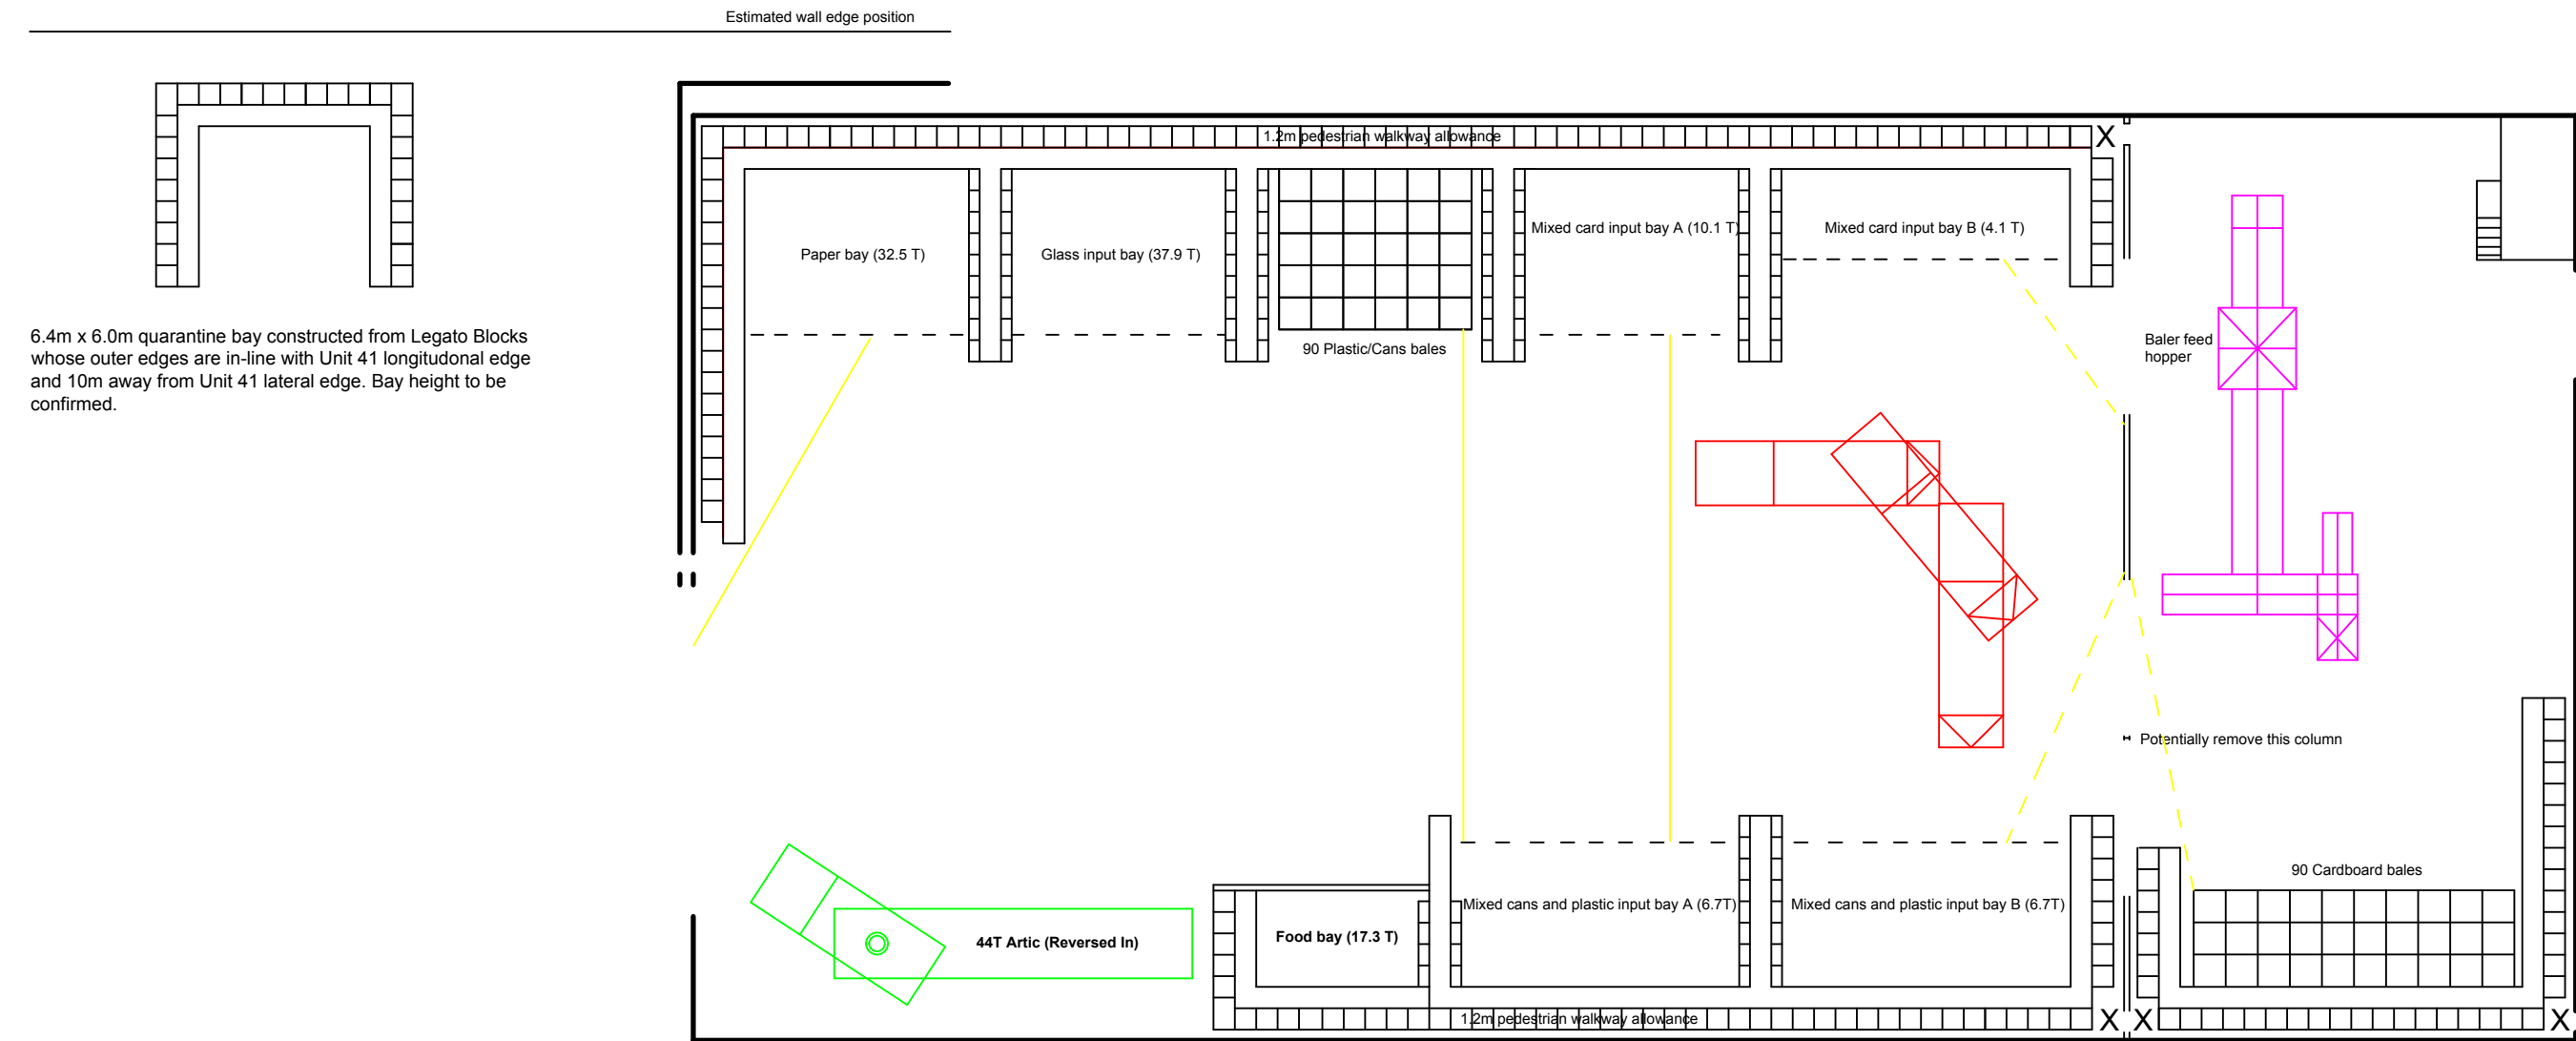 Estimated wall edge position
1.2m pedestrian walkway allowance
X
Paper bay (32.5 T)
Glass input bay (37.9 T)
Mixed card input bay A (10.1 T)
Mixed card input bay B (4.1 T)
90 Plastic/Cans bales
Baler feed
hopper
6.4m x 6.0m quarantine bay constructed from Legato Blocks
whose outer edges are in-line with Unit 41 longitudonal edge
and 10m away from Unit 41 lateral edge. Bay height to be
confirmed.
Potentially remove this column
90 Cardboard bales
44T Artic (Reversed In)
Food bay (17.3 T)
Mixed cans and plastic input bay A (6.7T)
Mixed cans and plastic input bay B (6.7T)
1.2m pedestrian walkway allowance
X X
X